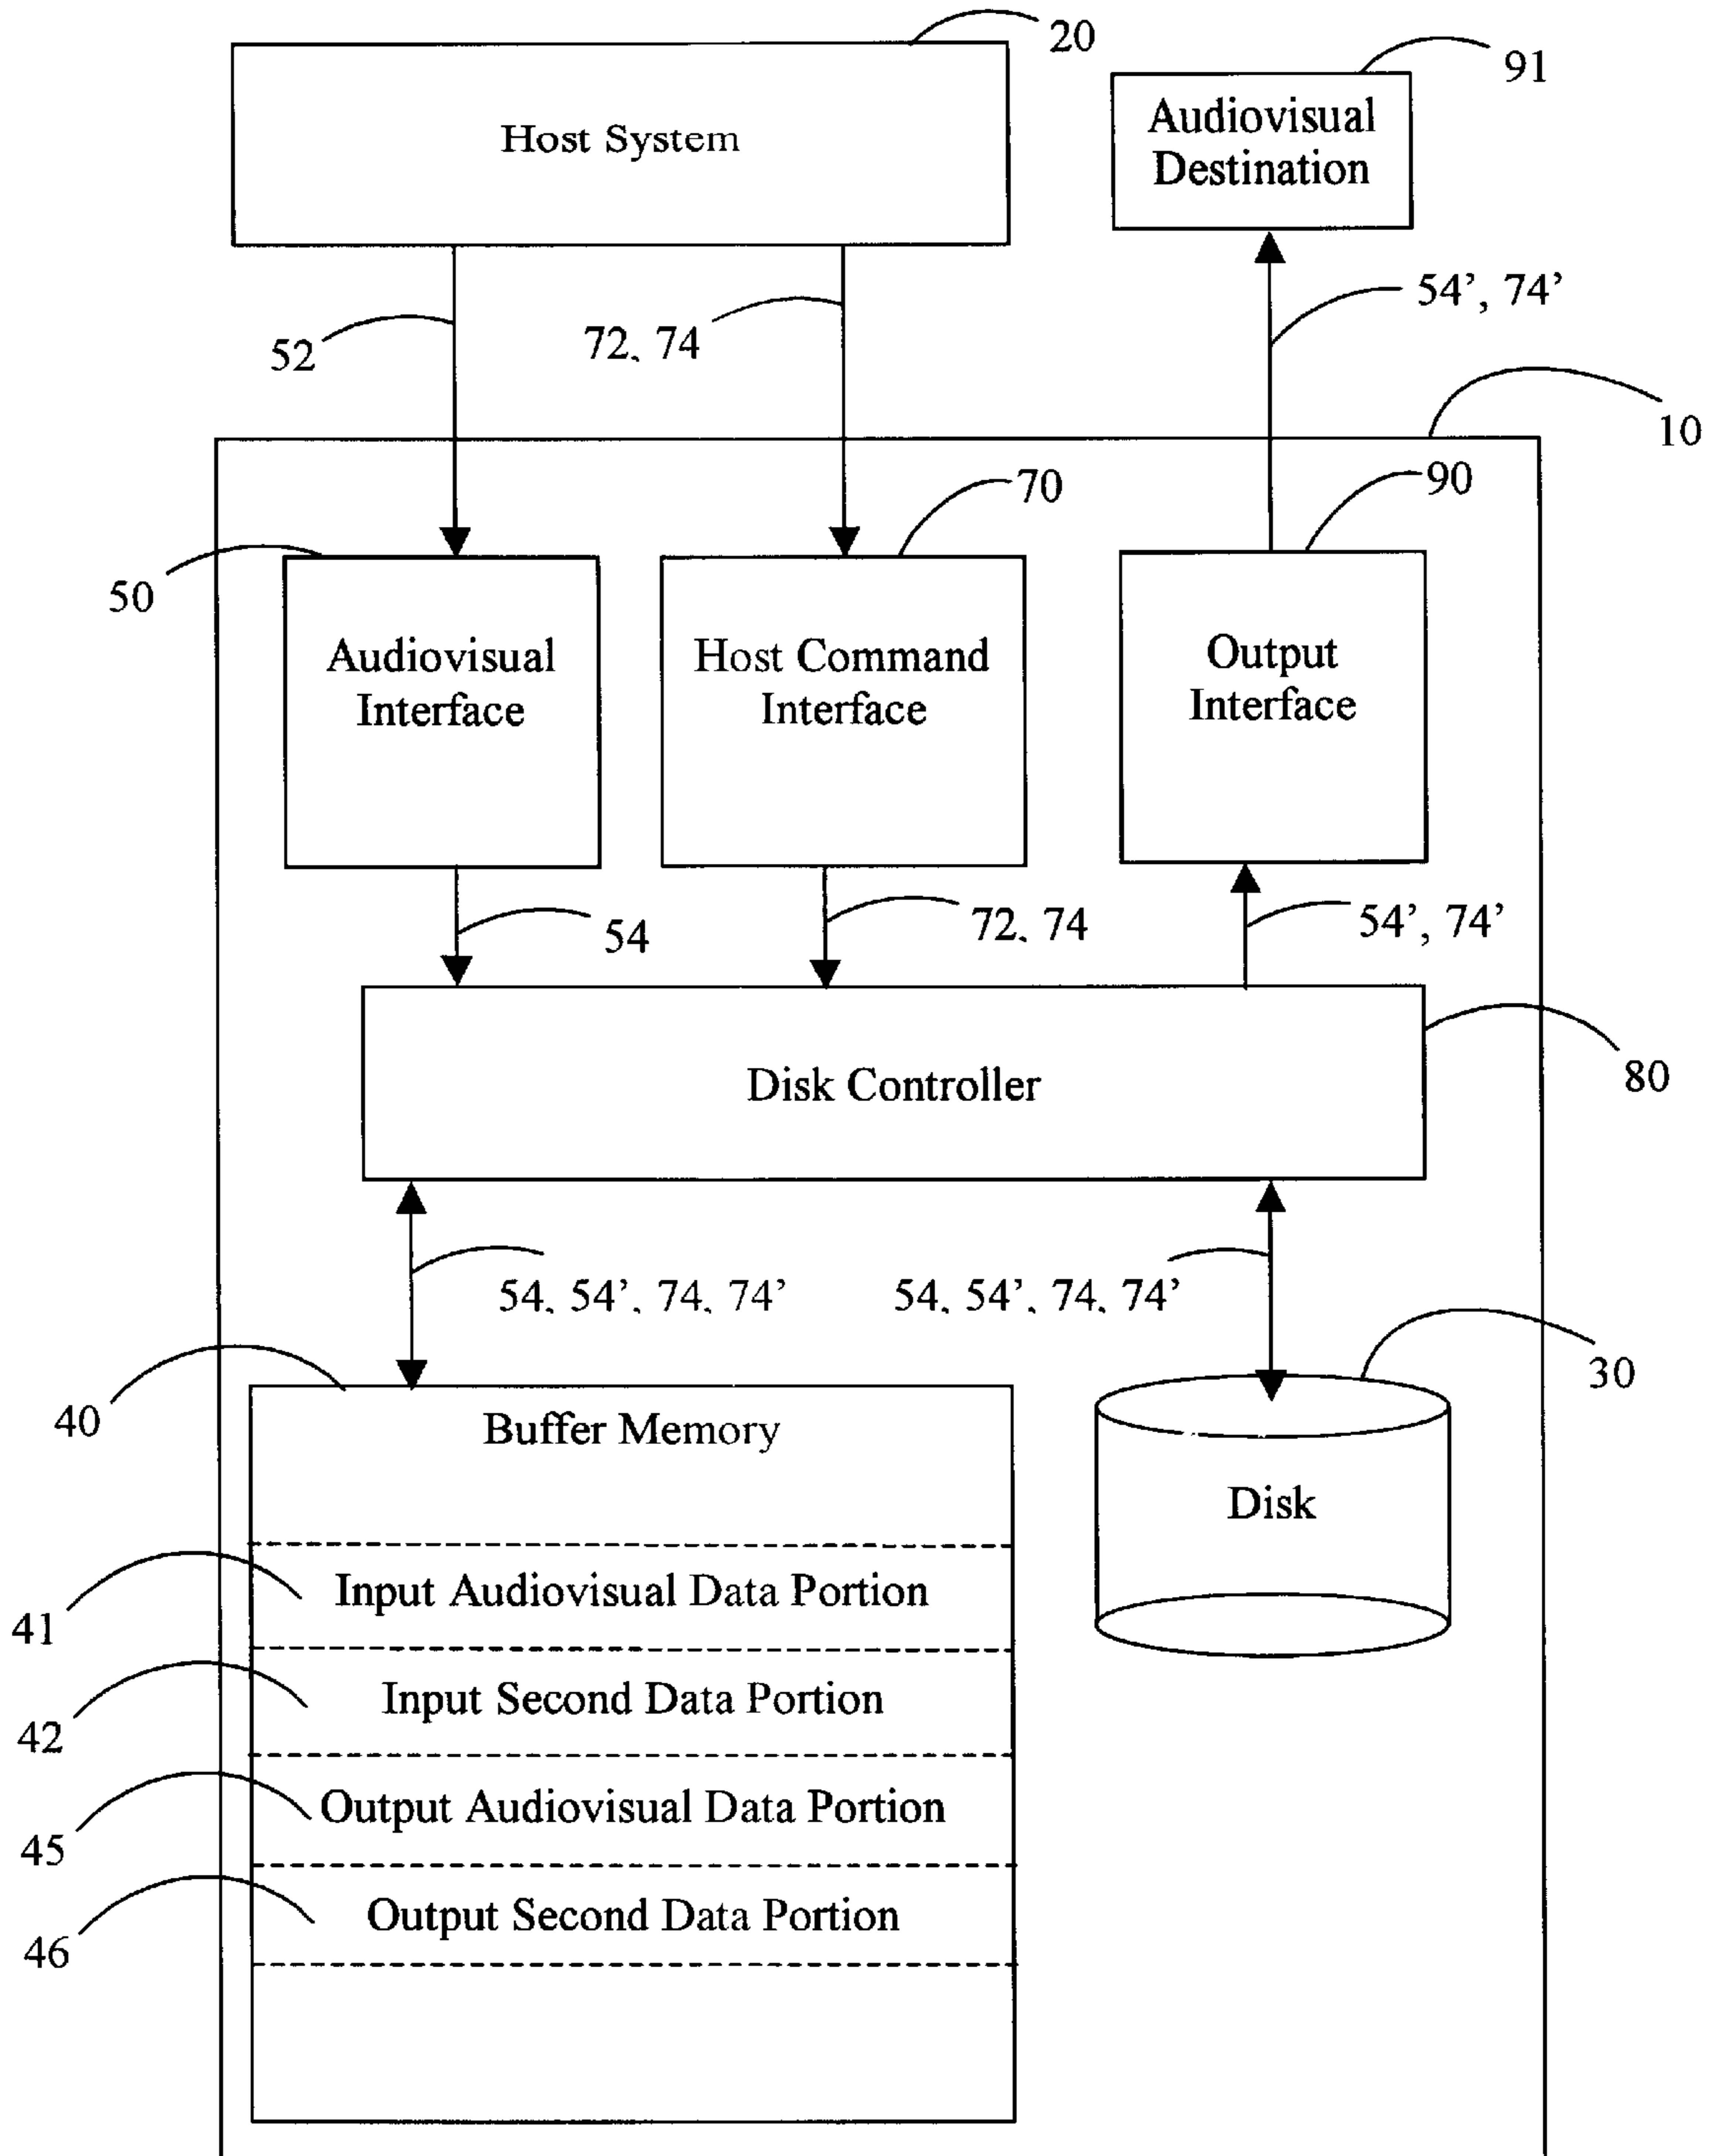 20
91
Host System
Audiovisual
Destination
54’, 74’
52
72, 74
10
70
90
50
Audiovisual
Interface
Host Command
Interface
Output
Interface
54
72, 74
54’, 74’
80
Disk Controller
54, 54’, 74, 74’
54, 54’, 74, 74’
30
40
Buffer Memory
Disk
41
Input Audiovisual Data Portion
42
Input Second Data Portion
45
Output Audiovisual Data Portion
46
Output Second Data Portion